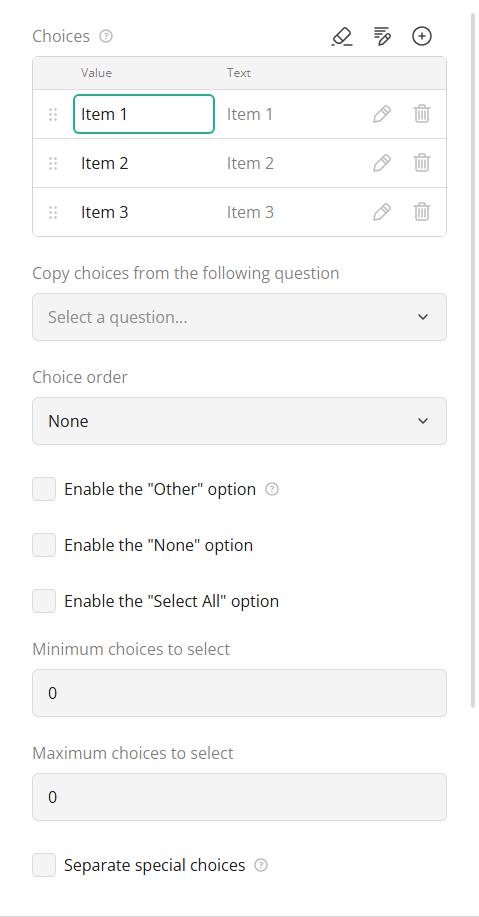 Choices ?
Value Text
Item 1 Item 1
Item 2 Item 2
Item 3 Item 3
Copy choices from the following question
Select a question...
Choice order
None
Enable the "Other" option ?
Enable the "None" option
Enable the "Select All" option
Minimum choices to select
0
Maximum choices to select
0
Separate special choices ?